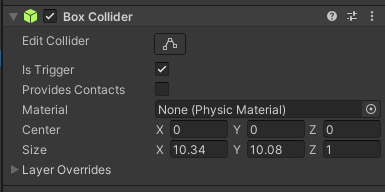 Box Collider
Edit Collider
Is Trigger
Provides Contacts
Material None (Physic Material)
Center X 0 Y 0 Z 0
Size X 10.34 Y 10.08 Z 1
Layer Overrides